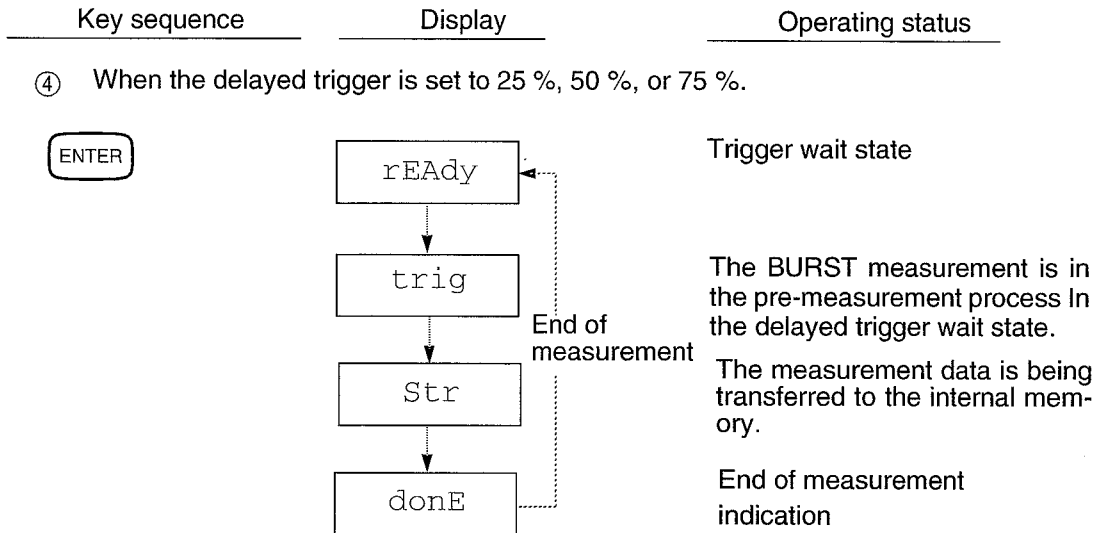 Key sequence Display Operating status
④ When the delayed trigger is set to 25 %, 50 %, or 75 %.
ENTER
rEAdy
Trigger wait state
trig
The BURST measurement is in
the pre-measurement process In
the delayed trigger wait state.
End of
measurement
Str
The measurement data is being
transferred to the internal mem-
ory.
donE
End of measurement
indication